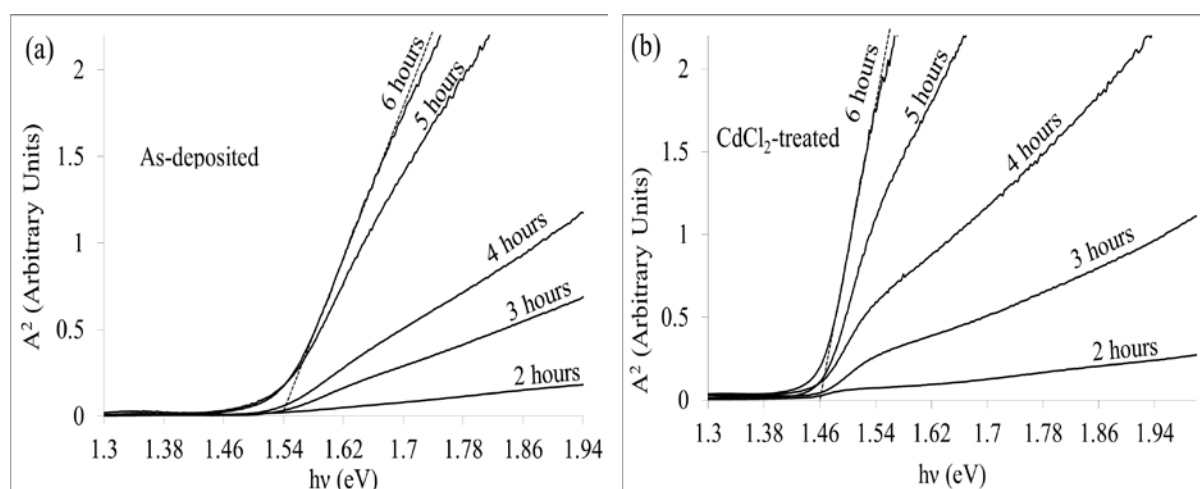 (a)
A² (Arbitrary Units)
2
1.5
1
0.5
0
As-deposited
6 hours
5 hours
4 hours
3 hours
2 hours
1.3 1.38 1.46 1.54 1.62 1.7 1.78 1.86 1.94
hν (eV)
(b)
A² (Arbitrary Units)
2
1.5
1
0.5
0
CdCl₂-treated
6 hours
5 hours
4 hours
3 hours
2 hours
1.3 1.38 1.46 1.54 1.62 1.7 1.78 1.86 1.94
hν (eV)